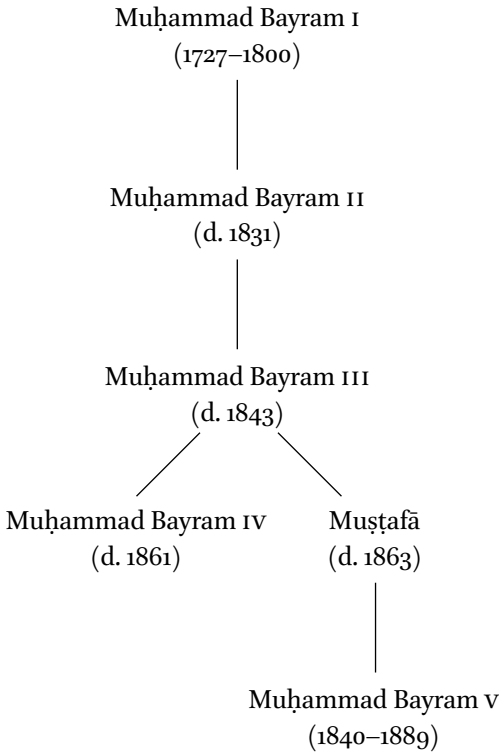 Muḥammad Bayram I
(1727–1800)
Muḥammad Bayram II
(d. 1831)
Muḥammad Bayram III
(d. 1843)
Muḥammad Bayram IV
(d. 1861)
Muṣṭafā
(d. 1863)
Muḥammad Bayram V
(1840–1889)